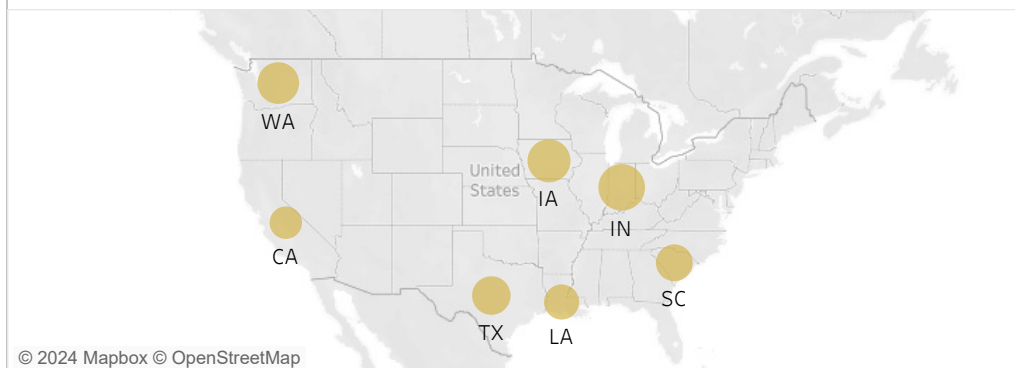 WA
United
States
IA
IN
CA
SC
TX
LA
© 2024 Mapbox © OpenStreetMap